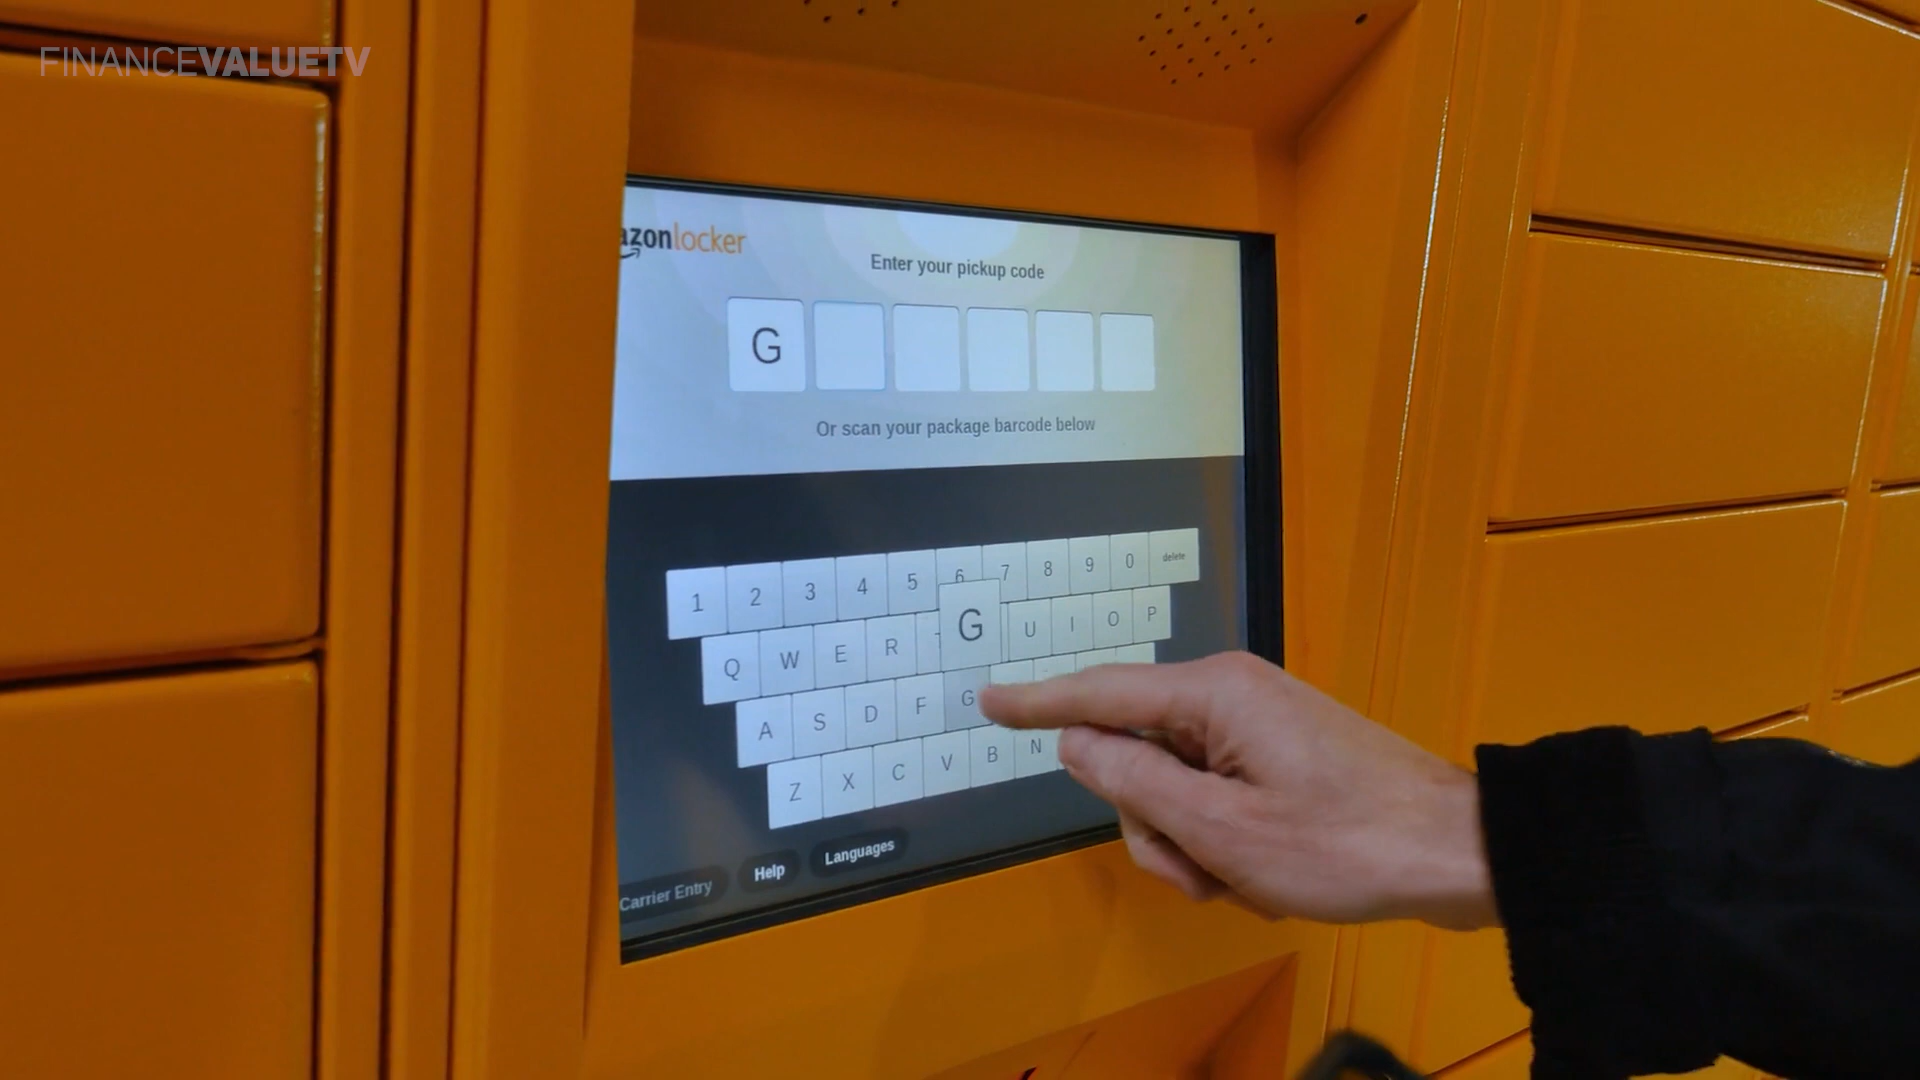 FINANCEVALUETV
azonlocker
Enter your pickup code
G
Or scan your package barcode below
1 2 3 4 5 6 7 8 9 0 delete
G
Q W E R U I O P
A S D F G
Z X C V B N
Carrier Entry Help Languages